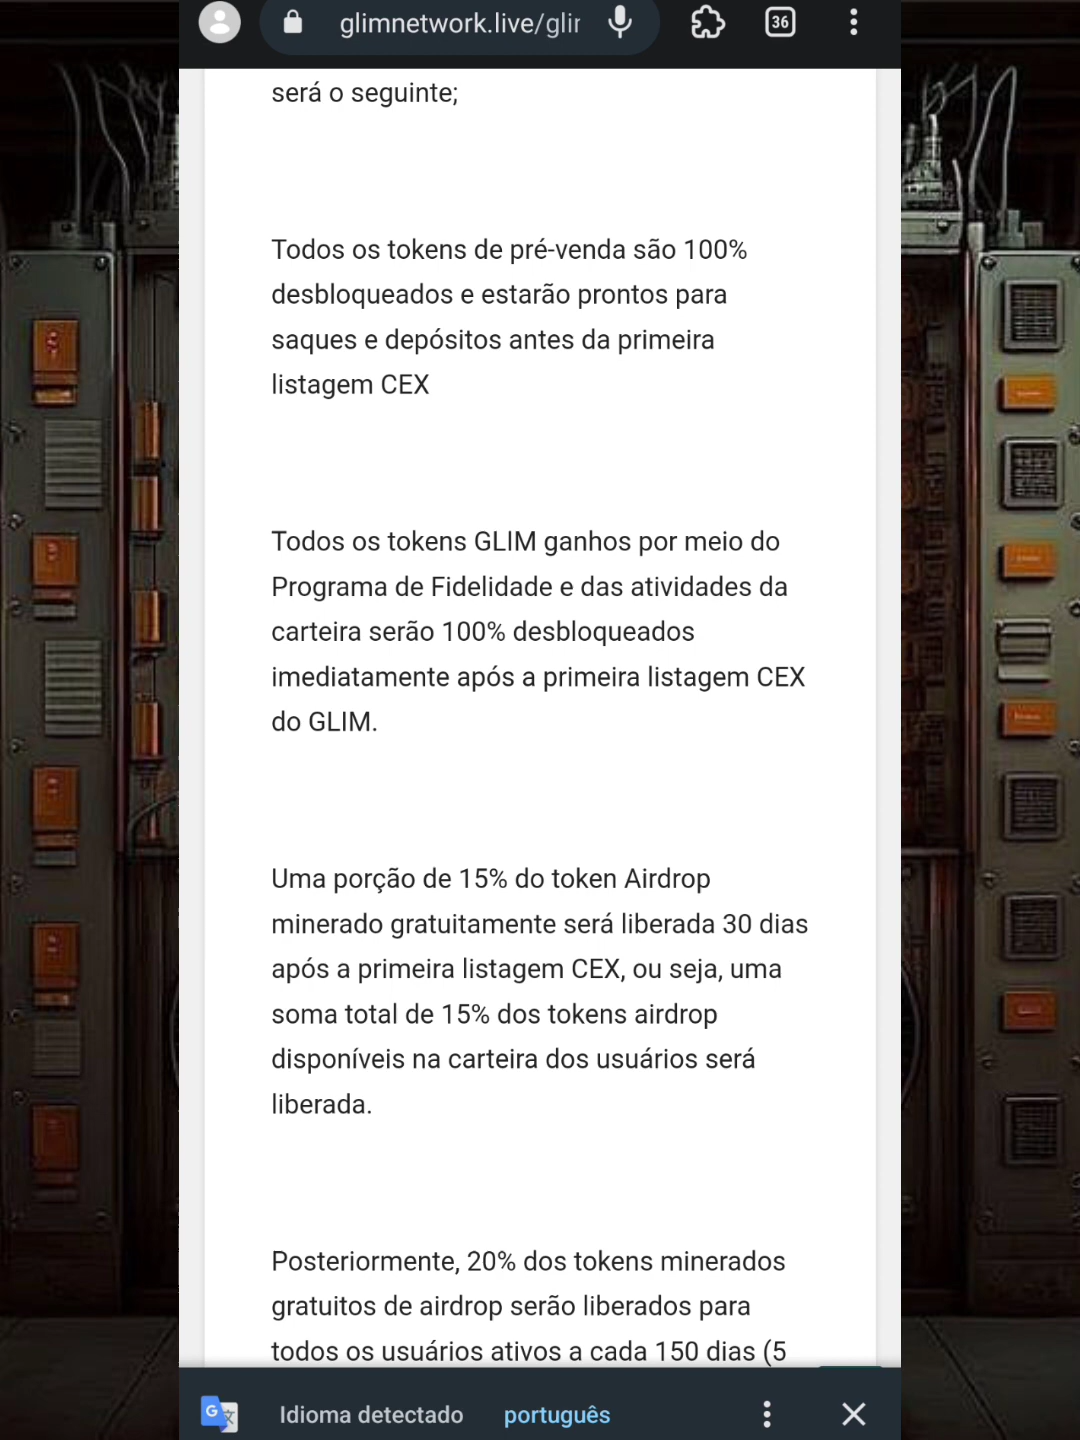 glimnetwork.live/glir
36
será o seguinte;
Todos os tokens de pré-venda são 100%
desbloqueados e estarão prontos para
saques e depósitos antes da primeira
listagem CEX
Todos os tokens GLIM ganhos por meio do
Programa de Fidelidade e das atividades da
carteira serão 100% desbloqueados
imediatamente após a primeira listagem CEX
do GLIM.
Uma porção de 15% do token Airdrop
minerado gratuitamente será liberada 30 dias
após a primeira listagem CEX, ou seja, uma
soma total de 15% dos tokens airdrop
disponíveis na carteira dos usuários será
liberada.
Posteriormente, 20% dos tokens minerados
gratuitos de airdrop serão liberados para
todos os usuários ativos a cada 150 dias (5
G 文 Idioma detectado português